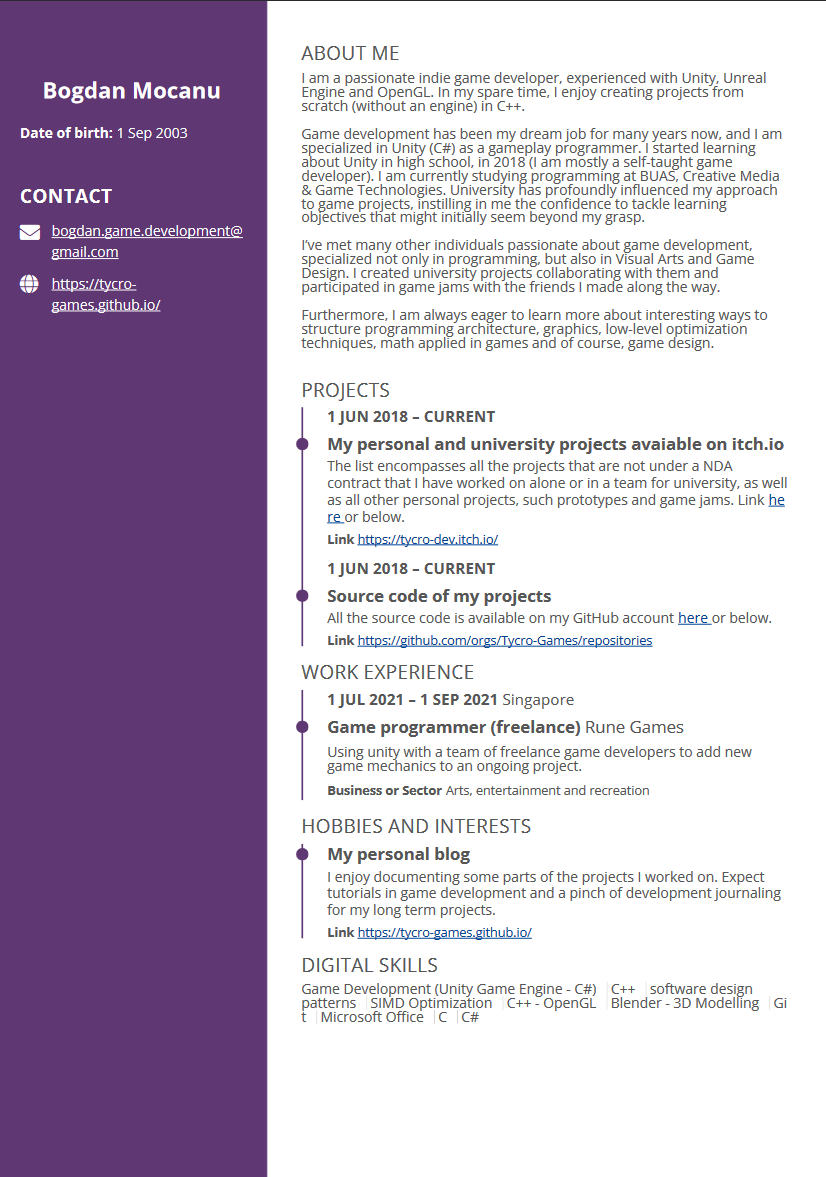 Bogdan Mocanu
Date of birth: 1 Sep 2003
CONTACT
bogdan.game.development@
gmail.com
https://tycro-
games.github.io/
ABOUT ME
I am a passionate indie game developer, experienced with Unity, Unreal
Engine and OpenGL. In my spare time, I enjoy creating projects from
scratch (without an engine) in C++.
Game development has been my dream job for many years now, and I am
specialized in Unity (C#) as a gameplay programmer. I started learning
about Unity in high school, in 2018 (I am mostly a self-taught game
developer). I am currently studying programming at BUAS, Creative Media
& Game Technologies. University has profoundly influenced my approach
to game projects, instilling in me the confidence to tackle learning
objectives that might initially seem beyond my grasp.
I've met many other individuals passionate about game development,
specialized not only in programming, but also in Visual Arts and Game
Design. I created university projects collaborating with them and
participated in game jams with the friends I made along the way.
Furthermore, I am always eager to learn more about interesting ways to
structure programming architecture, graphics, low-level optimization
techniques, math applied in games and of course, game design.
PROJECTS
1 JUN 2018 – CURRENT
My personal and university projects avaiable on itch.io
The list encompasses all the projects that are not under a NDA
contract that I have worked on alone or in a team for university, as well
as all other personal projects, such prototypes and game jams. Link he
re or below.
Link https://tycro-dev.itch.io/
1 JUN 2018 – CURRENT
Source code of my projects
All the source code is available on my GitHub account here or below.
Link https://github.com/orgs/Tycro-Games/repositories
WORK EXPERIENCE
1 JUL 2021 – 1 SEP 2021 Singapore
Game programmer (freelance) Rune Games
Using unity with a team of freelance game developers to add new
game mechanics to an ongoing project.
Business or Sector Arts, entertainment and recreation
HOBBIES AND INTERESTS
My personal blog
I enjoy documenting some parts of the projects I worked on. Expect
tutorials in game development and a pinch of development journaling
for my long term projects.
Link https://tycro-games.github.io/
DIGITAL SKILLS
Game Development (Unity Game Engine - C#) | C++ | software design
patterns | SIMD Optimization | C++ - OpenGL | Blender - 3D Modelling | Gi
t | Microsoft Office | C | C#